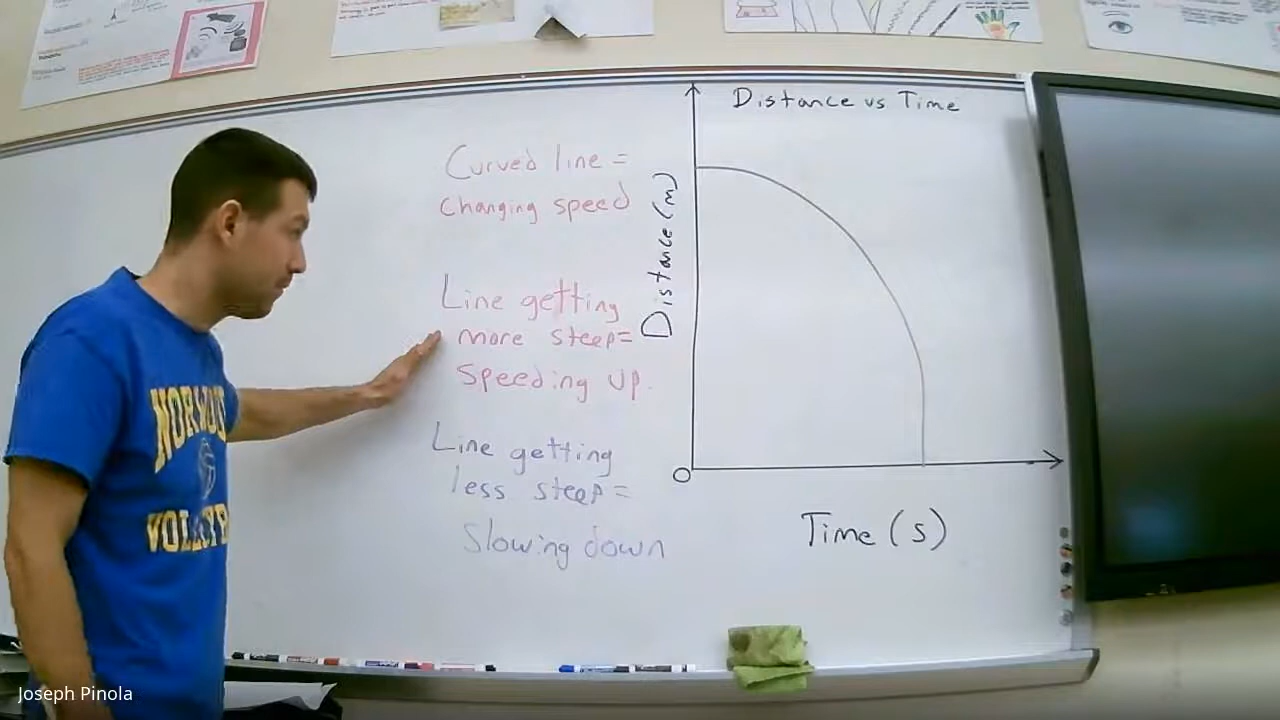 Distance vs Time
Curved line =
changing speed
Line getting
more steep=
Speeding up.
Line getting
less steep =
Slowing down
Distance (m)
O
Time (s)
Joseph Pinola